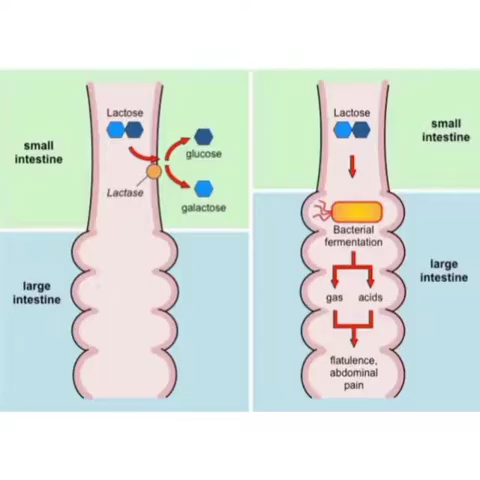 Lactose
small
intestine
glucose
Lactase
galactose
large
intestine
Lactose
small
intestine
Bacterial
fermentation
large
intestine
gas acids
flatulence,
abdominal
pain